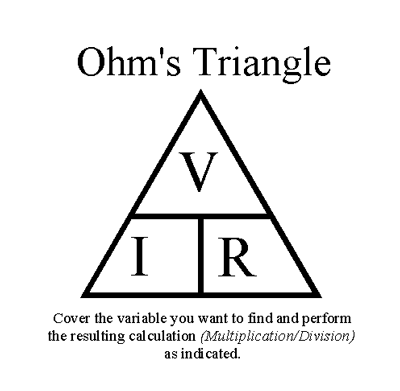 Ohm's Triangle
V
I R
Cover the variable you want to find and perform
the resulting calculation (Multiplication/Division)
as indicated.